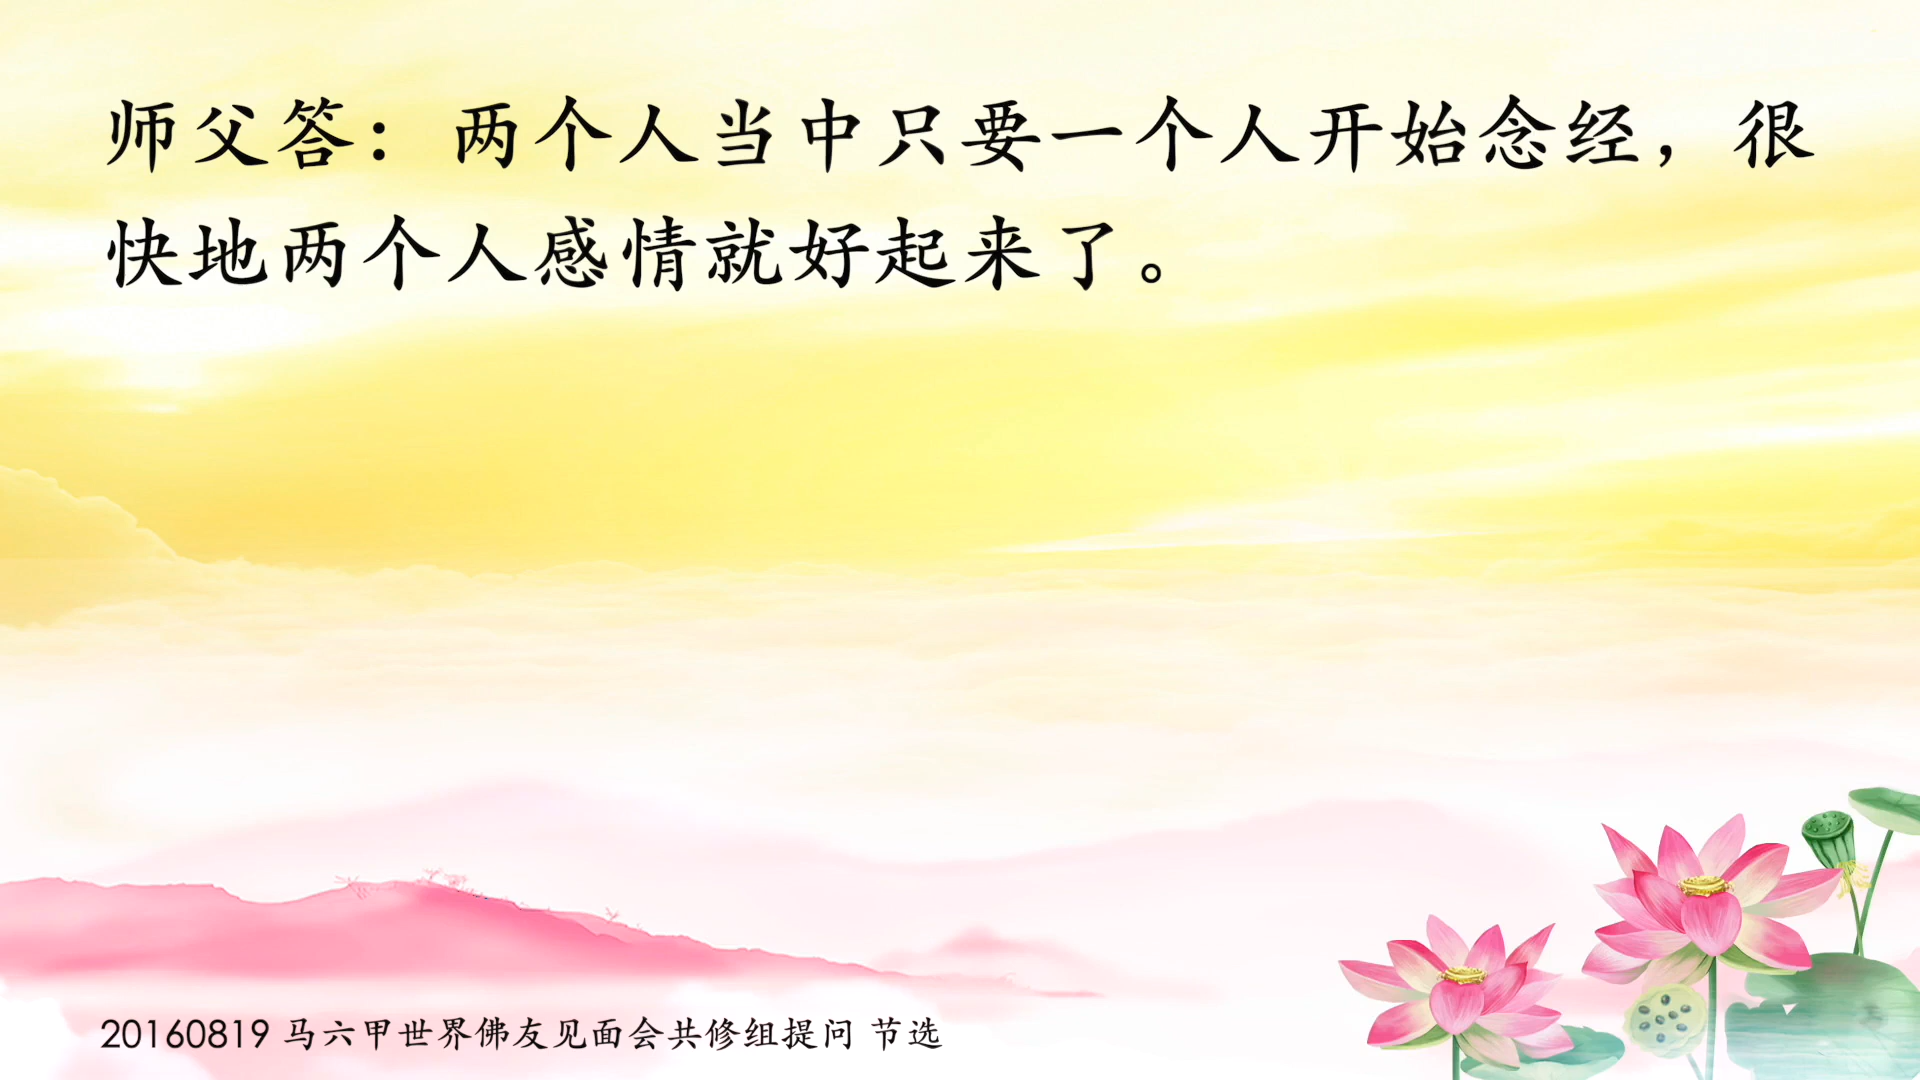 师父答：两个人当中只要一个人开始念经，很
快地两个人感情就好起来了。
20160819 马六甲世界佛友见面会共修组提问 节选